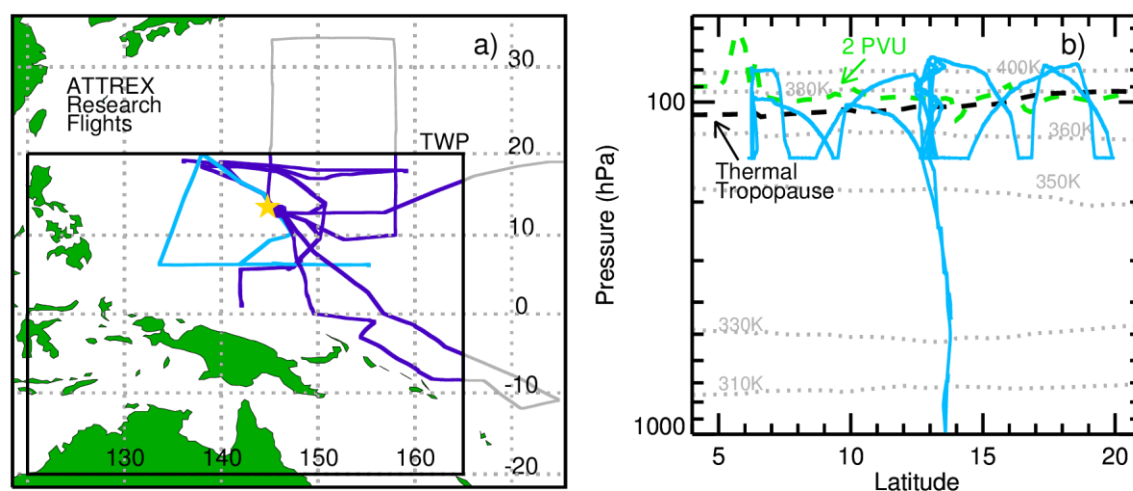 a)
ATTREX
Research
Flights
TWP
30
20
10
0
-10
-20
130
140
150
160
b)
2 PVU
400K
380K
360K
350K
330K
310K
Thermal
Tropopause
100
1000
Pressure (hPa)
5
10
15
20
Latitude